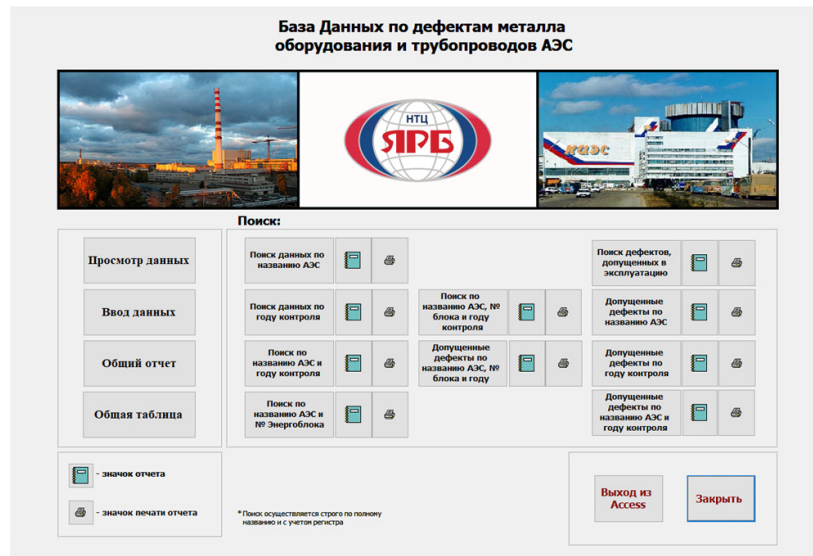 База Данных по дефектам металла
оборудования и трубопроводов АЭС
НТЦ
ЯРБ
КАЭС
Поиск:
Просмотр данных
Ввод данных
Общий отчет
Общая таблица
Поиск данных по
названию АЭС
Поиск данных по
году контроля
Поиск по
названию АЭС и
году контроля
Поиск по
названию АЭС и
№ Энергоблока
Поиск по
названию АЭС, №
блока и году
контроля
Допущенные
дефекты по
названию АЭС, №
блока и году
Поиск дефектов,
допущенных в
эксплуатацию
Допущенные
дефекты по
названию АЭС
Допущенные
дефекты по
году контроля
Допущенные
дефекты по
названию АЭС и
году контроля
- значок отчета
- значок печати отчета
*Поиск осуществляется строго по полному
названию и с учетом регистра
Выход из
Access
Закрыть